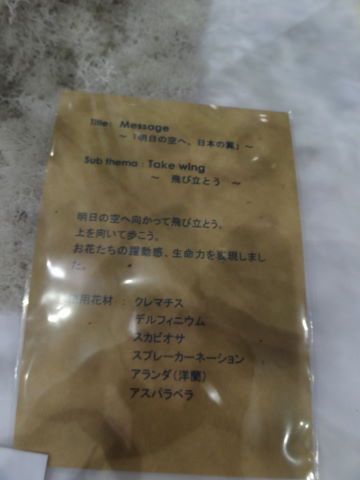 Title: Message
～「明日の空へ、日本の翼」～
Sub thema : Take wing
～ 飛び立とう ～
明日の空へ向かって飛び立とう。
上を向いて歩こう。
お花たちの躍動感、生命力を表現しまし
た。
使用花材 : クレマチス
デルフィニウム
スカビオサ
スプレーカーネーション
アランダ(洋蘭)
アスパラベラ